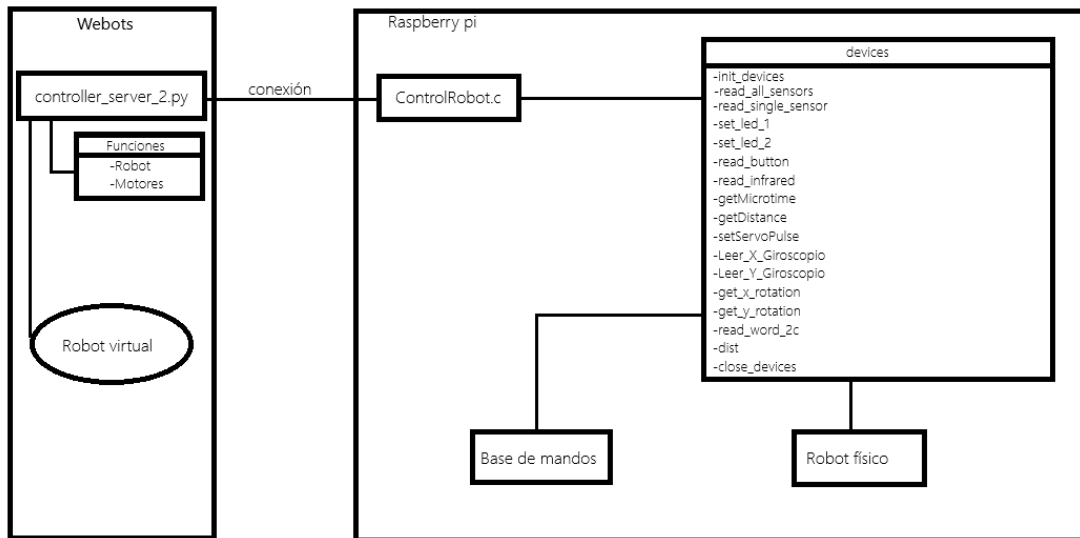 Webots
controller_server_2.py
Funciones
-Robot
-Motores
Robot virtual
conexión
Raspberry pi
ControlRobot.c
devices
-init_devices
-read_all_sensors
-read_single_sensor
-set_led_1
-set_led_2
-read_button
-read_infrared
-getMicrotime
-getDistance
-setServoPulse
-Leer_X_Giroscopio
-Leer_Y_Giroscopio
-get_x_rotation
-get_y_rotation
-read_word_2c
-dist
-close_devices
Base de mandos
Robot físico